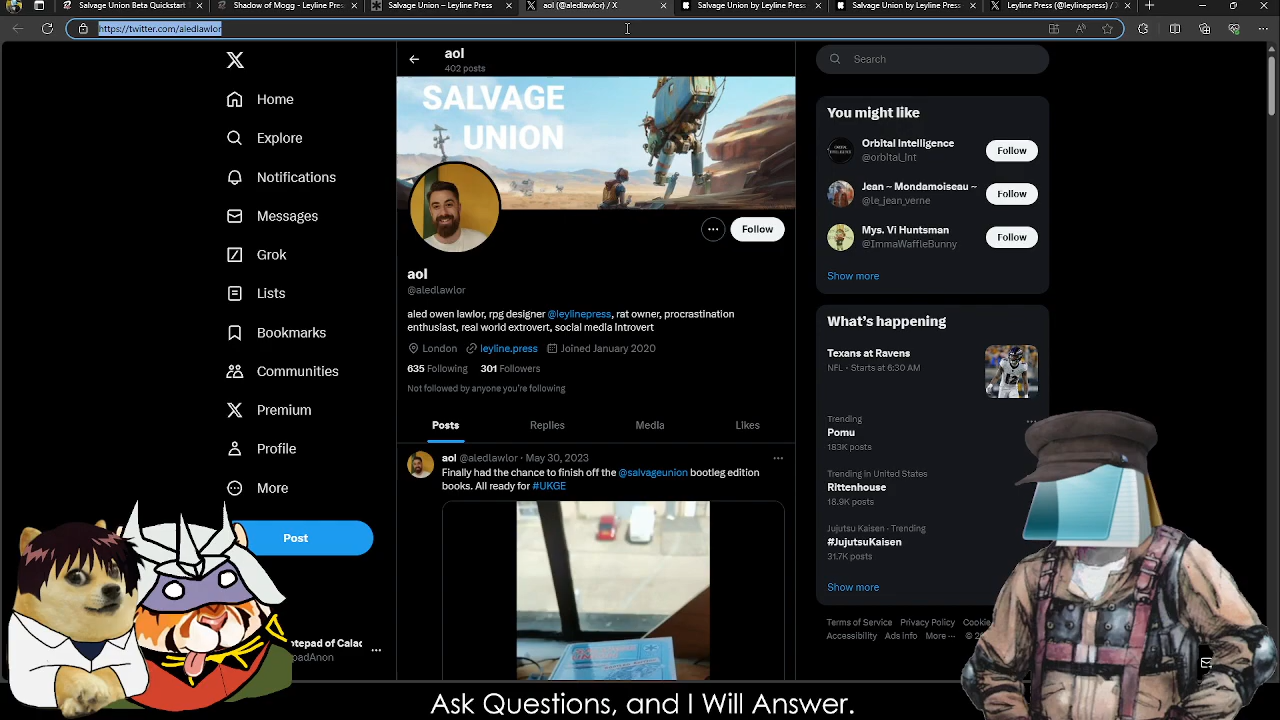 Salvage Union Beta Quickstart
Shadow of Mogg - Leyline Press
Salvage Union – Leyline Press
aol (@aledlawlor) / X
Salvage Union by Leyline Press
Salvage Union by Leyline Press
Leyline Press (@leylinepress) / X
https://twitter.com/aledlawlor
aol
402 posts
Search
Home
Explore
Notifications
Messages
Grok
Lists
Bookmarks
Communities
Premium
Profile
More
Post
SALVAGE
UNION
Follow
aol
@aledlawlor
aled owen lawlor, rpg designer @leylinepress, rat owner, procrastination
enthusiast, real world extrovert, social media introvert
London leyline.press Joined January 2020
635 Following 301 Followers
Not followed by anyone you're following
Posts Replies Media Likes
aol @aledlawlor · May 30, 2023
Finally had the chance to finish off the @salvageunion bootleg edition
books. All ready for #UKGE
You might like
Orbital Intelligence
@orbital_int
Follow
Jean ~ Mondamoiseau ~
@le_jean_verne
Follow
Mys. Vi Huntsman
@ImmaWaffleBunny
Follow
Show more
What's happening
Texans at Ravens
NFL · Starts at 6:30 AM
Trending
Pomu
183K posts
Trending in United States
Rittenhouse
18.9K posts
Jujutsu Kaisen · Trending
#JujutsuKaisen
31.7K posts
Show more
Terms of Service Privacy Policy Cookie
Accessibility Ads Info More ···
Ask Questions, and I Will Answer.